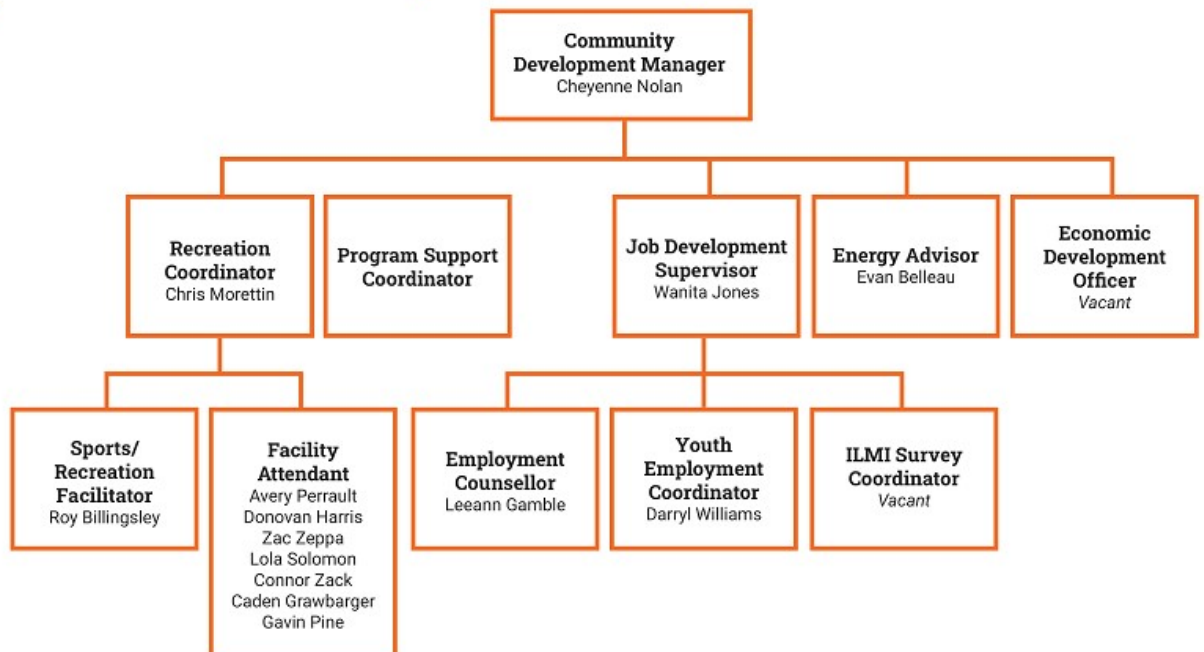 Community
Development Manager
Cheyenne Nolan
Recreation
Coordinator
Chris Morettin
Program Support
Coordinator
Job Development
Supervisor
Wanita Jones
Energy Advisor
Evan Belleau
Economic
Development
Officer
Vacant
Sports/
Recreation
Facilitator
Roy Billingsley
Facility
Attendant
Avery Perrault
Donovan Harris
Zac Zeppa
Lola Solomon
Connor Zack
Caden Grawbarger
Gavin Pine
Employment
Counsellor
Leeann Gamble
Youth
Employment
Coordinator
Darryl Williams
ILMI Survey
Coordinator
Vacant